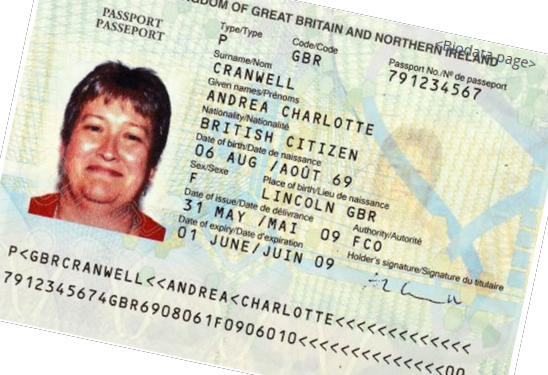 <Biodata page>
KINGDOM OF GREAT BRITAIN AND NORTHERN IRELAND
PASSPORT
PASSEPORT
Type/Type Code/Code Passport No./Nº de passeport
P GBR 791234567
Surname/Nom
CRANWELL
Given names/Prénoms
ANDREA CHARLOTTE
Nationality/Nationalité
BRITISH CITIZEN
Date of birth/Date de naissance
06 AUG /AOÛT 69
Sex/Sexe Place of birth/Lieu de naissance
F LINCOLN GBR
Date of issue/Date de délivrance Authority/Autorité
31 MAY /MAI 09 FCO
Date of expiry/Date d'expiration Holder's signature/Signature du titulaire
01 JUNE/JUIN 09
P<GBRCRANWELL<<ANDREA<CHARLOTTE<<<<<<<<<<<<<
7912345674GBR6908061F0906010<<<<<<<<<<<<<<00